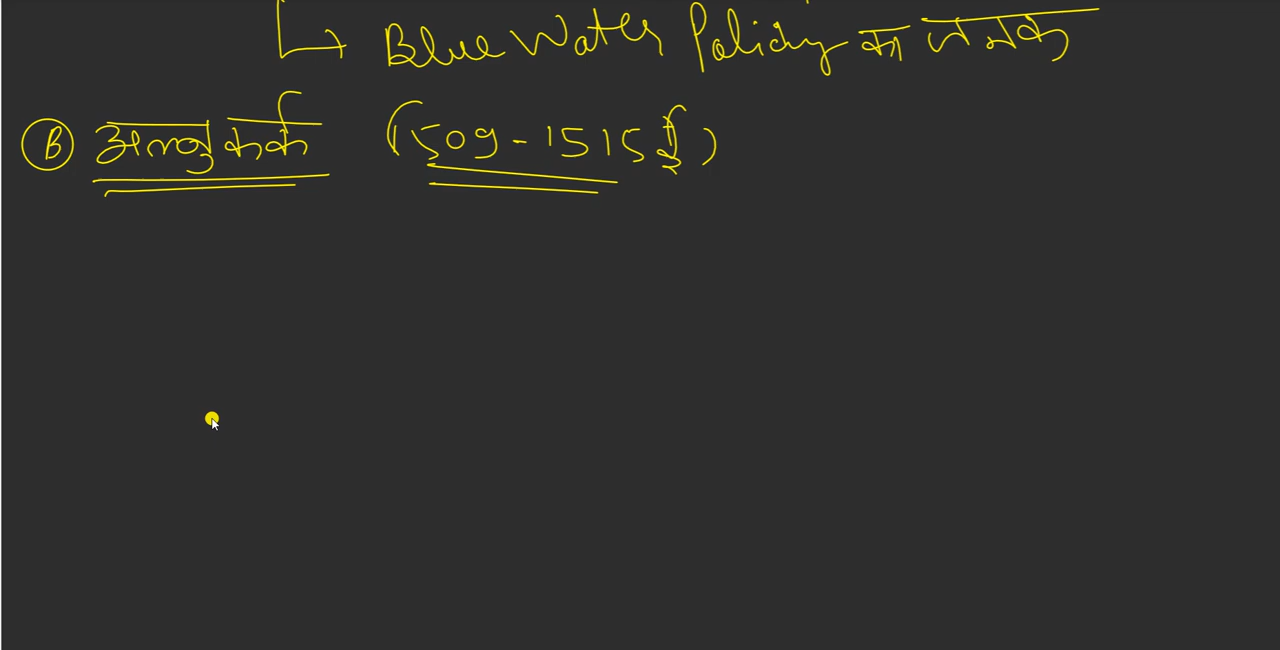 ↳ Blue Water Policy का जनक
Ⓑ अल्बुकर्क (1509 - 1515 ई)